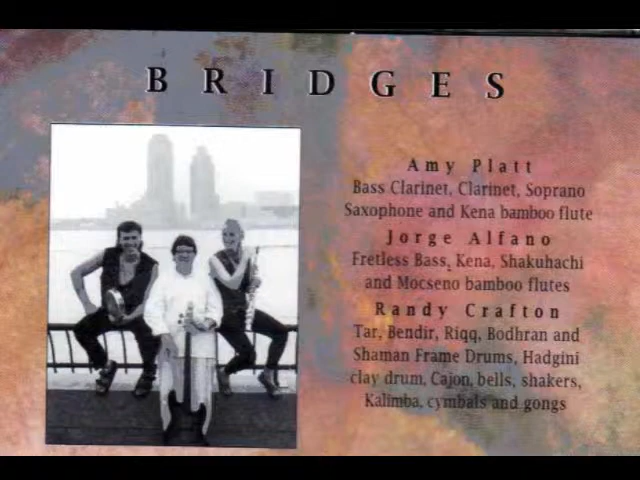 BRIDGES
Amy Platt
Bass Clarinet, Clarinet, Soprano
Saxophone and Kena bamboo flute
Jorge Alfano
Fretless Bass, Kena, Shakuhachi
and Mocseno bamboo flutes
Randy Crafton
Tar, Bendir, Riqq, Bodhran and
Shaman Frame Drums, Hadgini
clay drum, Cajon, bells, shakers,
Kalimba, cymbals and gongs